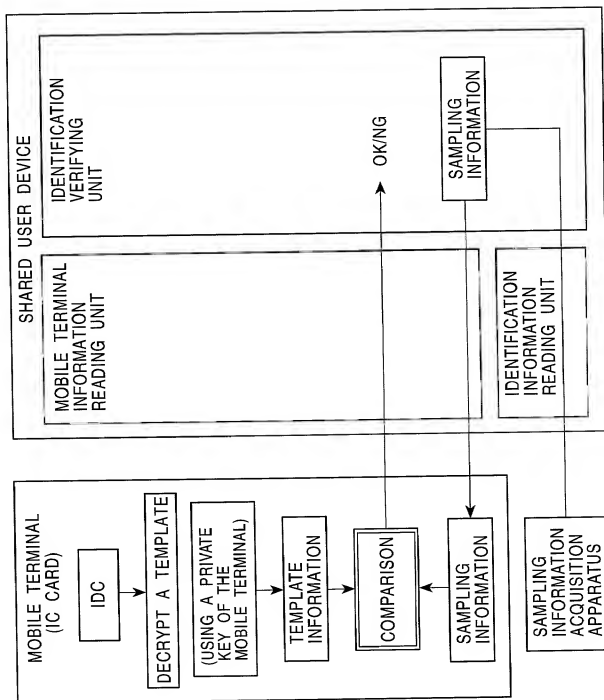 SHARED USER DEVICE
MOBILE TERMINAL
(IC CARD)
IDC
DECRYPT A TEMPLATE
(USING A PRIVATE
KEY OF THE
MOBILE TERMINAL)
TEMPLATE
INFORMATION
COMPARISON
SAMPLING
INFORMATION
SAMPLING
INFORMATION
ACQUISITION
APPARATUS
MOBILE TERMINAL
INFORMATION
READING UNIT
IDENTIFICATION
INFORMATION
READING UNIT
IDENTIFICATION
VERIFYING
UNIT
OK/NG
SAMPLING
INFORMATION